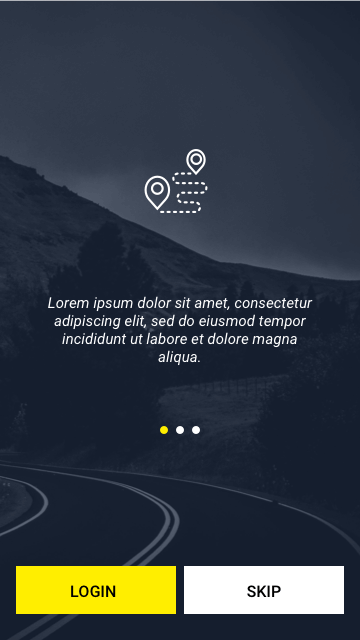 Lorem ipsum dolor sit amet, consectetur
adipiscing elit, sed do eiusmod tempor
incididunt ut labore et dolore magna
aliqua.
LOGIN
SKIP